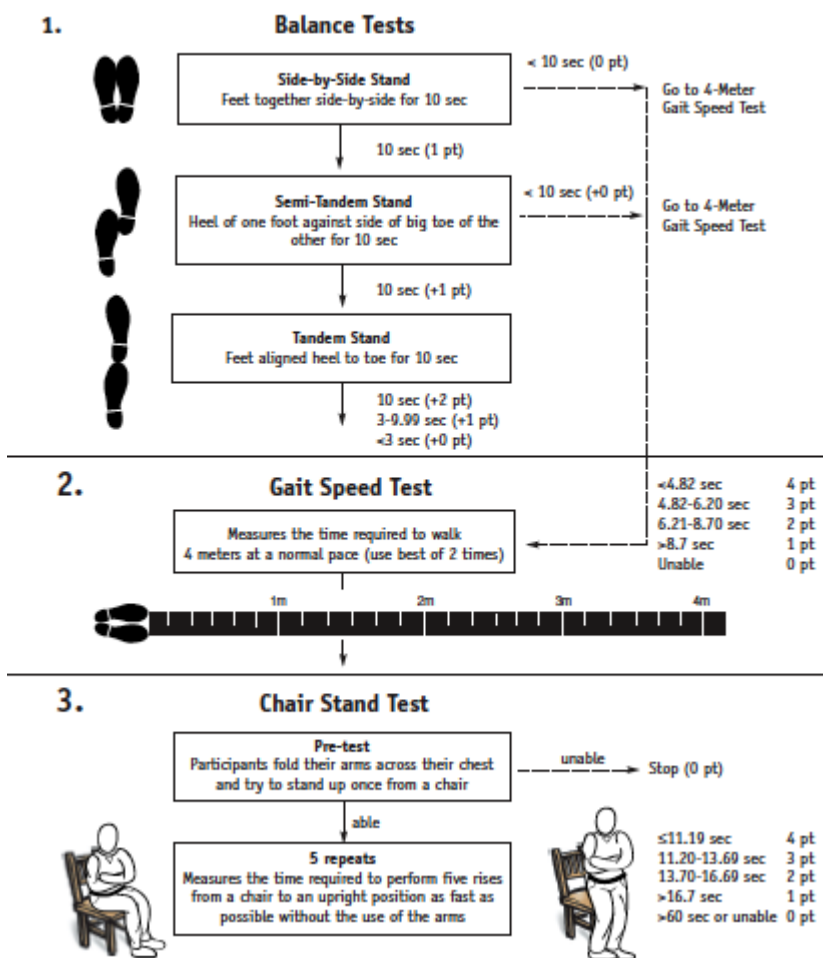 1.
Balance Tests
Side-by-Side Stand
Feet together side-by-side for 10 sec
< 10 sec (0 pt)
Go to 4-Meter
Gait Speed Test
10 sec (1 pt)
Semi-Tandem Stand
Heel of one foot against side of big toe of the
other for 10 sec
< 10 sec (+0 pt)
Go to 4-Meter
Gait Speed Test
10 sec (+1 pt)
Tandem Stand
Feet aligned heel to toe for 10 sec
10 sec (+2 pt)
3-9.99 sec (+1 pt)
<3 sec (+0 pt)
2.
Gait Speed Test
Measures the time required to walk
4 meters at a normal pace (use best of 2 times)
<4.82 sec 4 pt
4.82-6.20 sec 3 pt
6.21-8.70 sec 2 pt
>8.7 sec 1 pt
Unable 0 pt
1m 2m 3m 4m
3.
Chair Stand Test
Pre-test
Participants fold their arms across their chest
and try to stand up once from a chair
unable
Stop (0 pt)
able
5 repeats
Measures the time required to perform five rises
from a chair to an upright position as fast as
possible without the use of the arms
≤11.19 sec 4 pt
11.20-13.69 sec 3 pt
13.70-16.69 sec 2 pt
>16.7 sec 1 pt
>60 sec or unable 0 pt